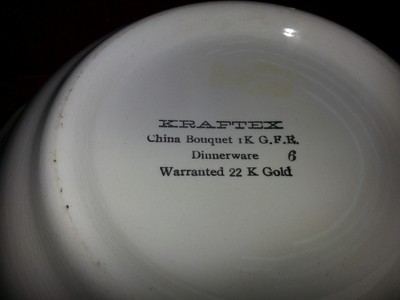 KRAFTEX
China Bouquet 1K G.F.R.
Dinnerware 6
Warranted 22 K Gold